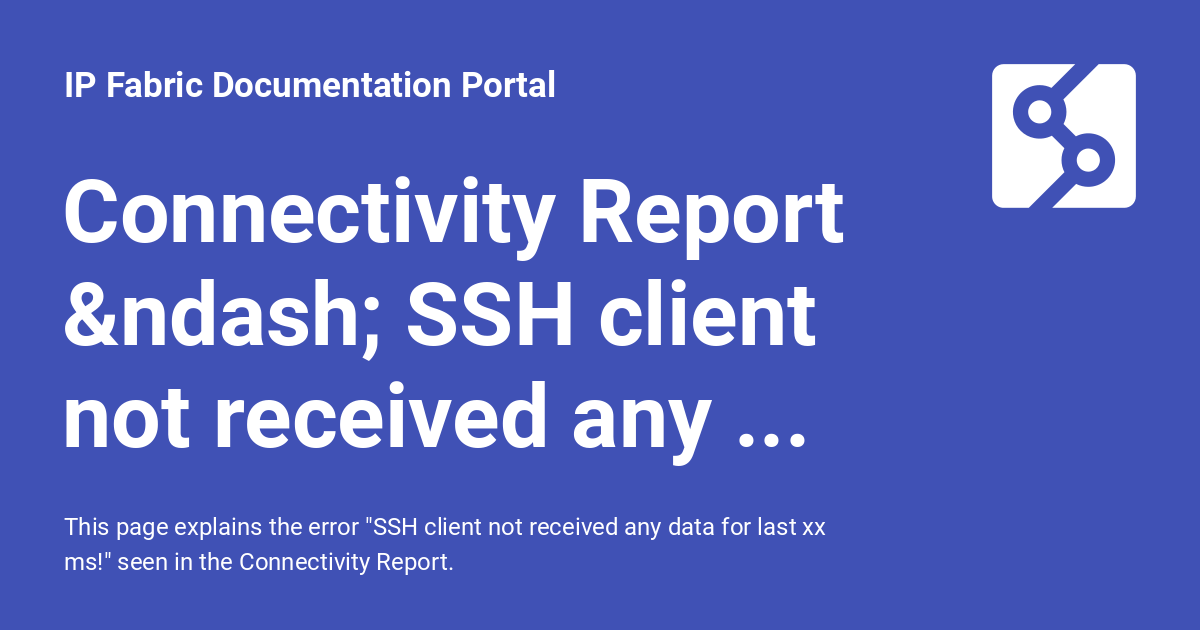 IP Fabric Documentation Portal
Connectivity Report
&ndash; SSH client
not received any ...
This page explains the error "SSH client not received any data for last xx
ms!" seen in the Connectivity Report.